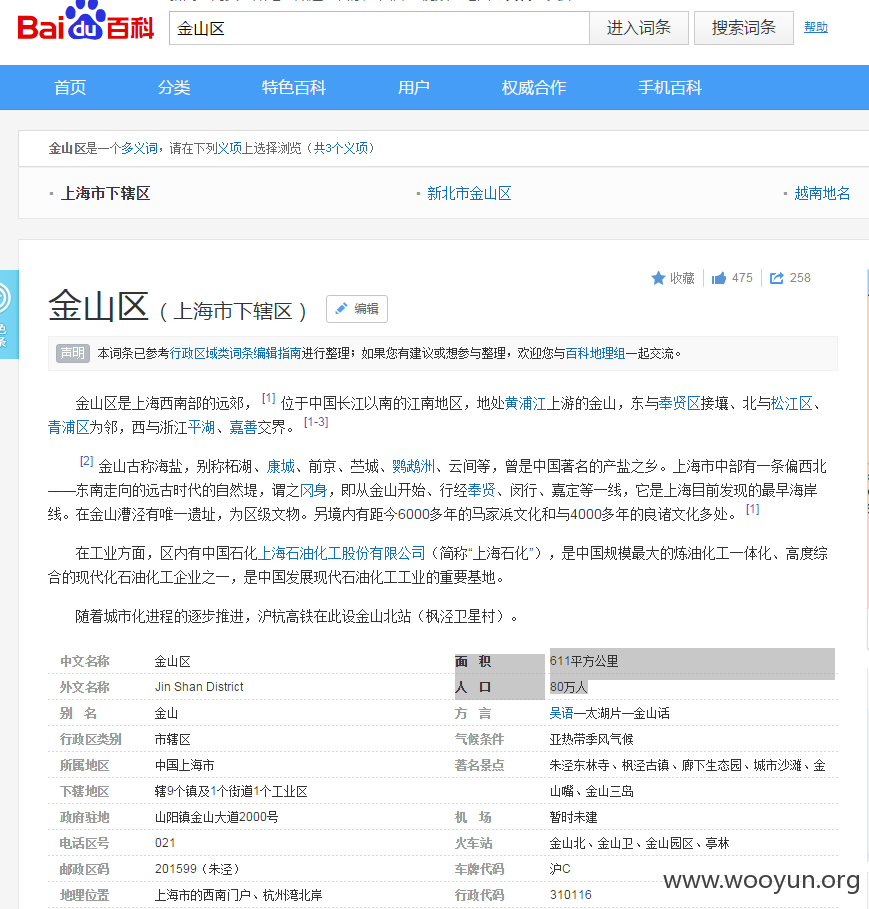 Bai du 百科
金山区
进入词条
搜索词条
帮助
首页
分类
特色百科
用户
权威合作
手机百科
金山区是一个多义词，请在下列义项上选择浏览（共3个义项）
▪ 上海市下辖区
▪ 新北市金山区
▪ 越南地名
收藏
475
258
金山区（上海市下辖区）
编辑
声明 本词条已参考行政区域类词条编辑指南进行整理；如果您有建议或想参与整理，欢迎您与百科地理组一起交流。
金山区是上海西南部的远郊，[1] 位于中国长江以南的江南地区，地处黄浦江上游的金山，东与奉贤区接壤、北与松江区、
青浦区为邻，西与浙江平湖、嘉善交界。[1-3]
[2] 金山古称海盐，别称柘湖、康城、前京、苎城、鹦鹉洲、云间等，曾是中国著名的产盐之乡。上海市中部有一条偏西北
——东南走向的远古时代的自然堤，谓之冈身，即从金山开始、行经奉贤、闵行、嘉定等一线，它是上海目前发现的最早海岸
线。在金山漕泾有唯一遗址，为区级文物。另境内有距今6000多年的马家浜文化和与4000多年的良诸文化多处。[1]
在工业方面，区内有中国石化上海石油化工股份有限公司（简称“上海石化”），是中国规模最大的炼油化工一体化、高度综
合的现代化石油化工企业之一，是中国发展现代石油化工工业的重要基地。
随着城市化进程的逐步推进，沪杭高铁在此设金山北站（枫泾卫星村）。
中文名称 金山区
外文名称 Jin Shan District
别 名 金山
行政区类别 市辖区
所属地区 中国上海市
下辖地区 辖9个镇及1个街道1个工业区
政府驻地 山阳镇金山大道2000号
电话区号 021
邮政区码 201599（朱泾）
地理位置 上海市的西南门户、杭州湾北岸
面 积 611平方公里
人 口 80万人
方 言 吴语—太湖片—金山话
气候条件 亚热带季风气候
著名景点 朱泾东林寺、枫泾古镇、廊下生态园、城市沙滩、金
山嘴、金山三岛
机 场 暂时未建
火车站 金山北、金山卫、金山园区、亭林
车牌代码 沪C
行政代码 310116
www.wooyun.org